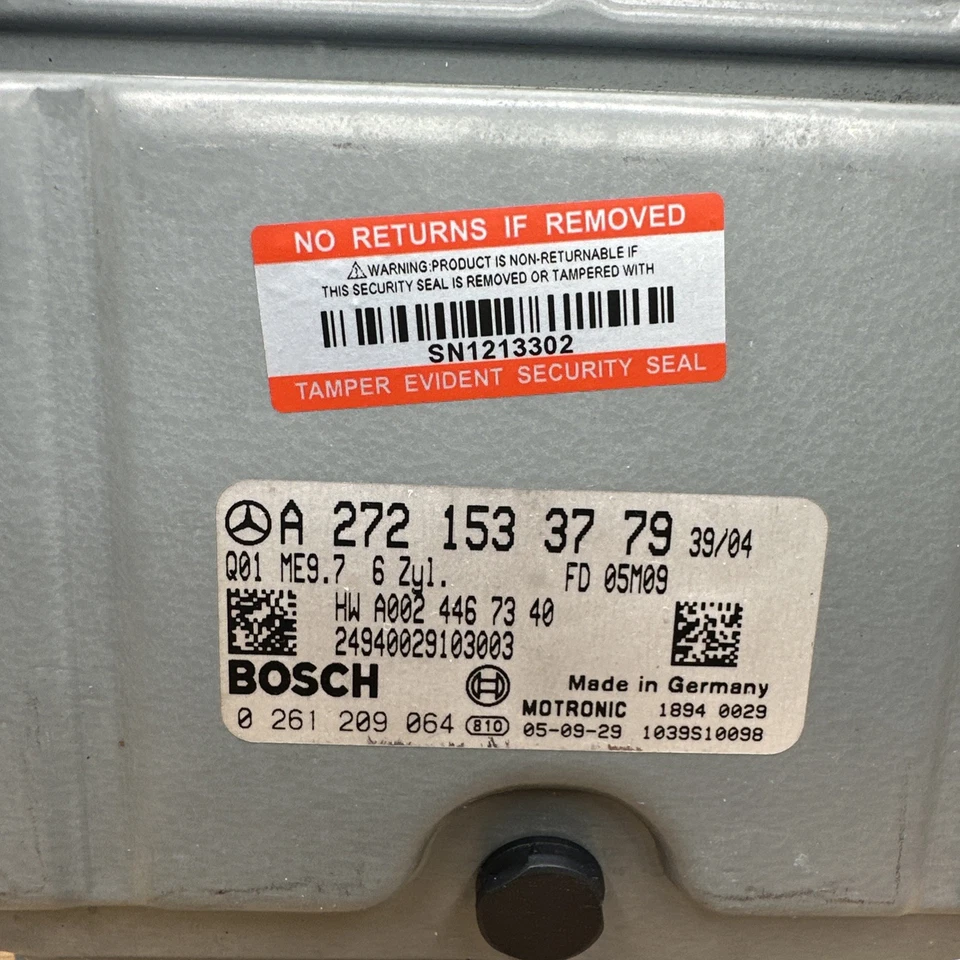 NO RETURNS IF REMOVED
WARNING:PRODUCT IS NON-RETURNABLE IF
THIS SECURITY SEAL IS REMOVED OR TAMPERED WITH
SN1213302
TAMPER EVIDENT SECURITY SEAL
A 272 153 37 79 39/04
Q01 ME9.7 6 Zyl. FD 05M09
HW A002 446 73 40
24940029103003
BOSCH Made in Germany
MOTRONIC 1894 0029
0 261 209 064 810 05-09-29 1039S10098